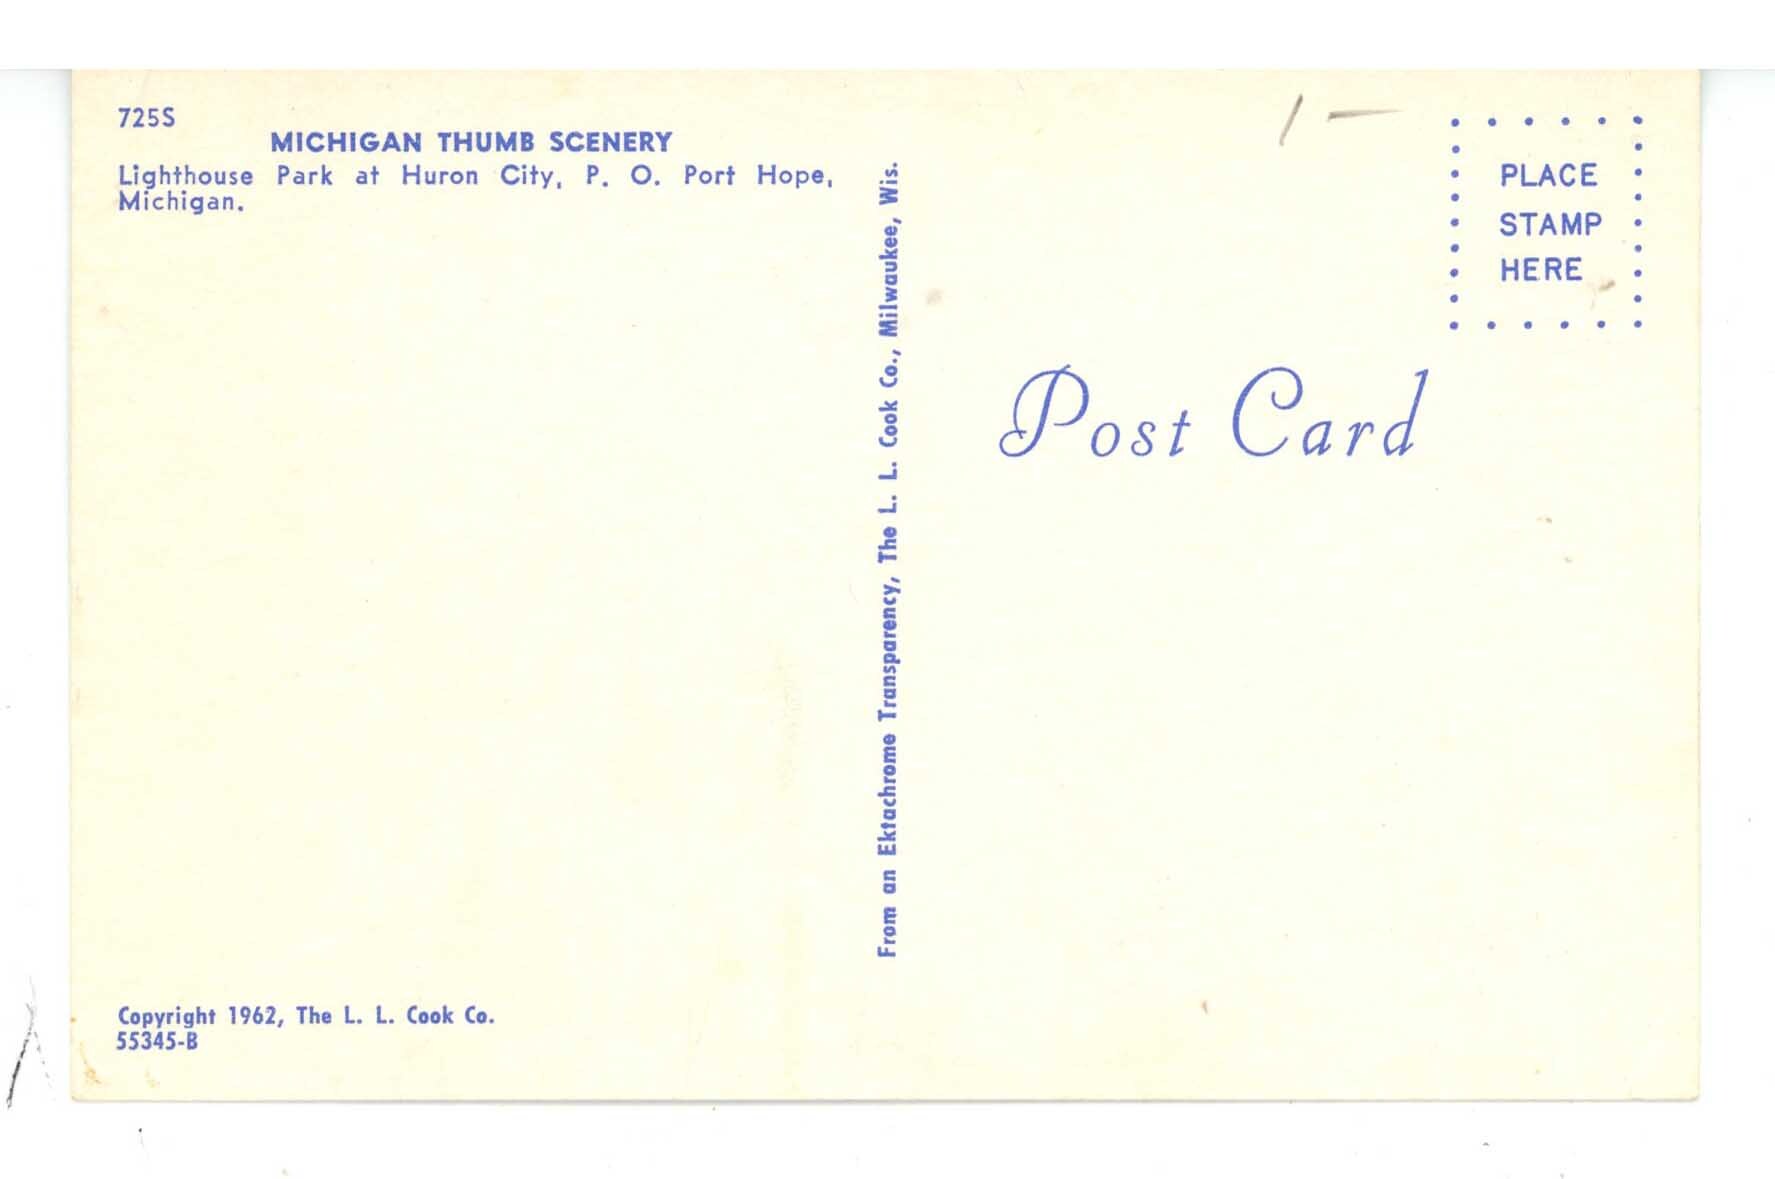 725S
MICHIGAN THUMB SCENERY
Lighthouse Park at Huron City, P. O. Port Hope,
Michigan.
Copyright 1962, The L. L. Cook Co.
55345-B
From an Ektachrome Transparency, The L. L. Cook Co., Milwaukee, Wis.
1 -
PLACE
STAMP
HERE
Post Card